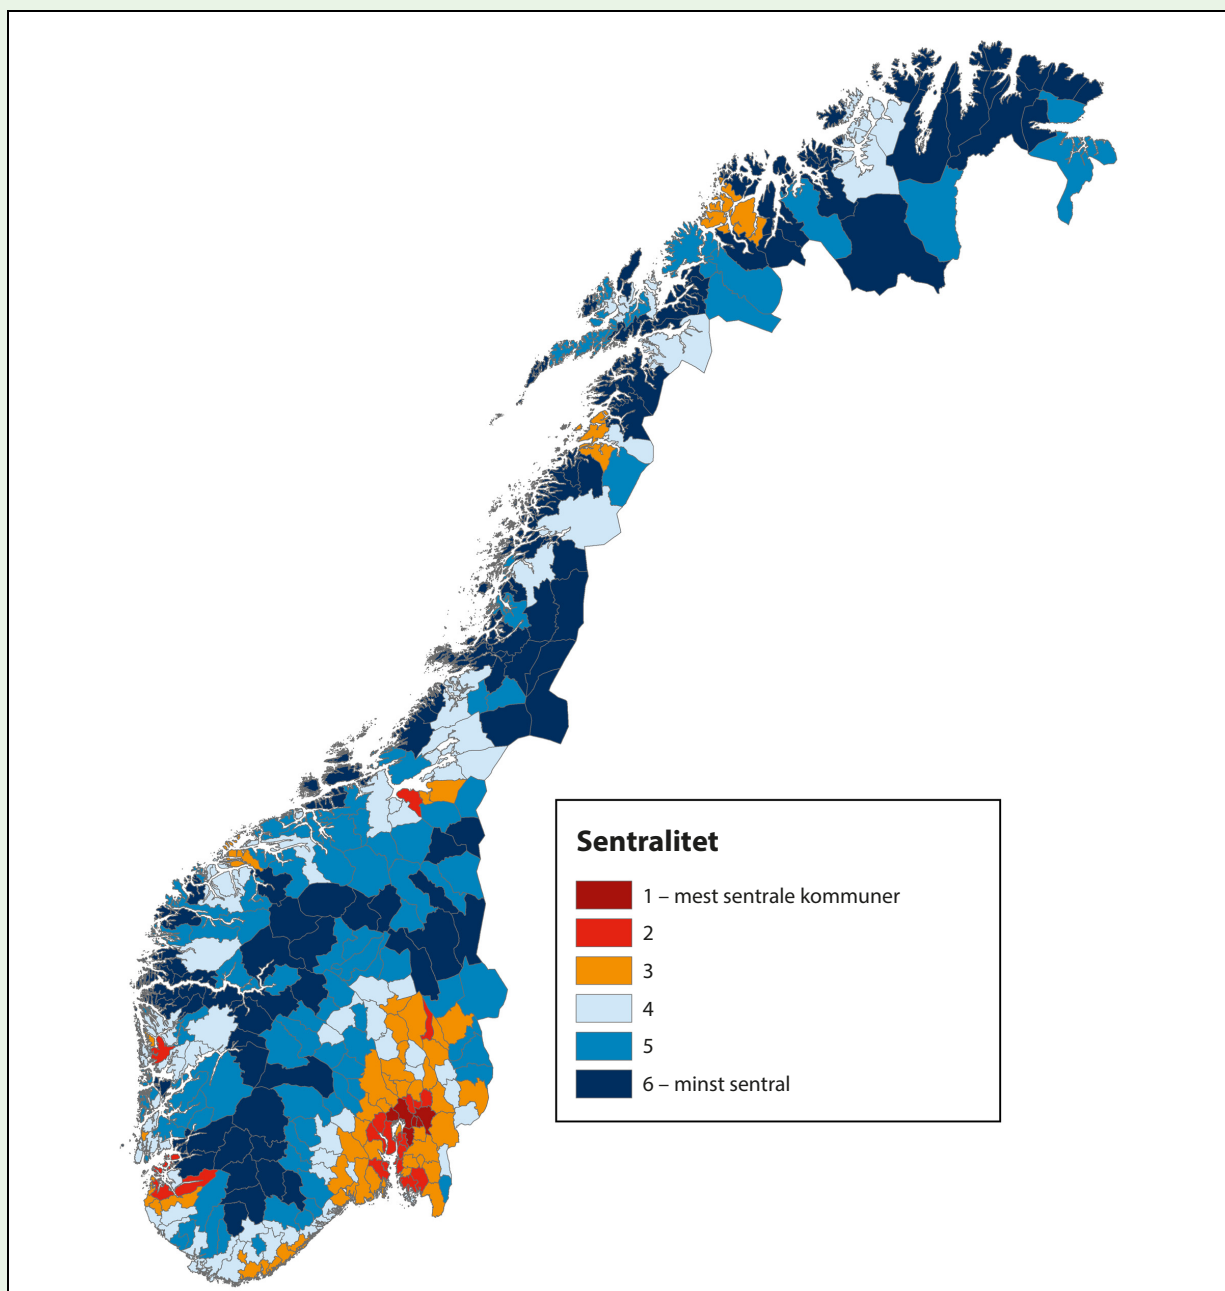 Sentralitet
1 – mest sentrale kommuner
2
3
4
5
6 – minst sentral